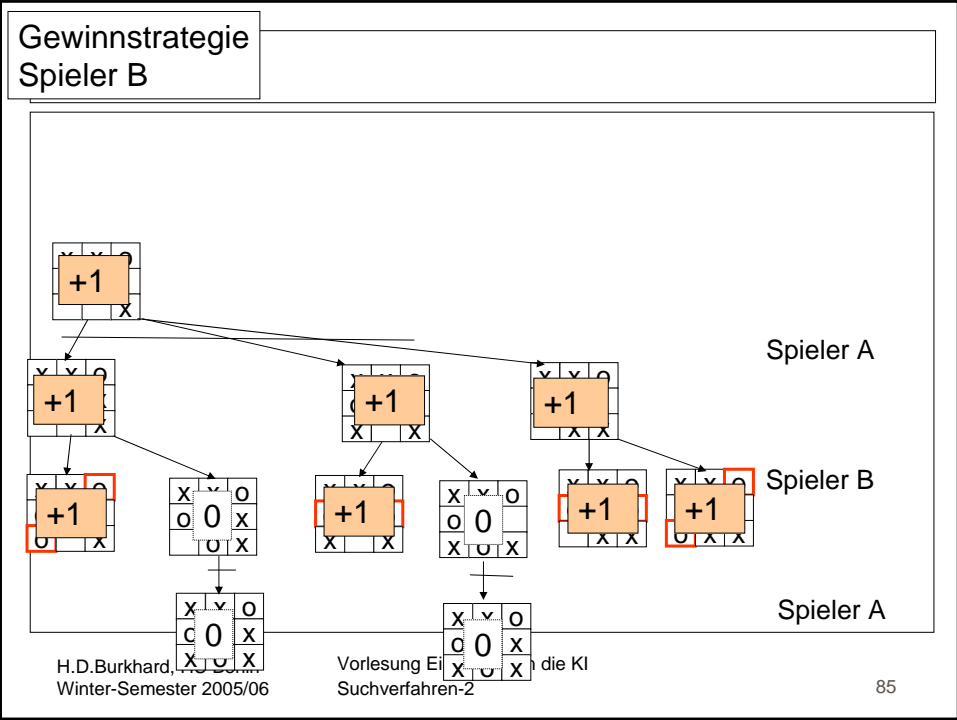 Gewinnstrategie
Spieler B
+1
x
Spieler A
+1
+1
+1
x
x x
x x
Spieler B
+1
0
+1
0
+1
+1
x o
o x
o x
x o
o
x o x
x
x x
x x
o x x
Spieler A
0
0
x x o
x
x o x
x x o
x
x o x
H.D.Burkhard,
Winter-Semester 2005/06
Vorlesung die KI
Suchverfahren-2
85